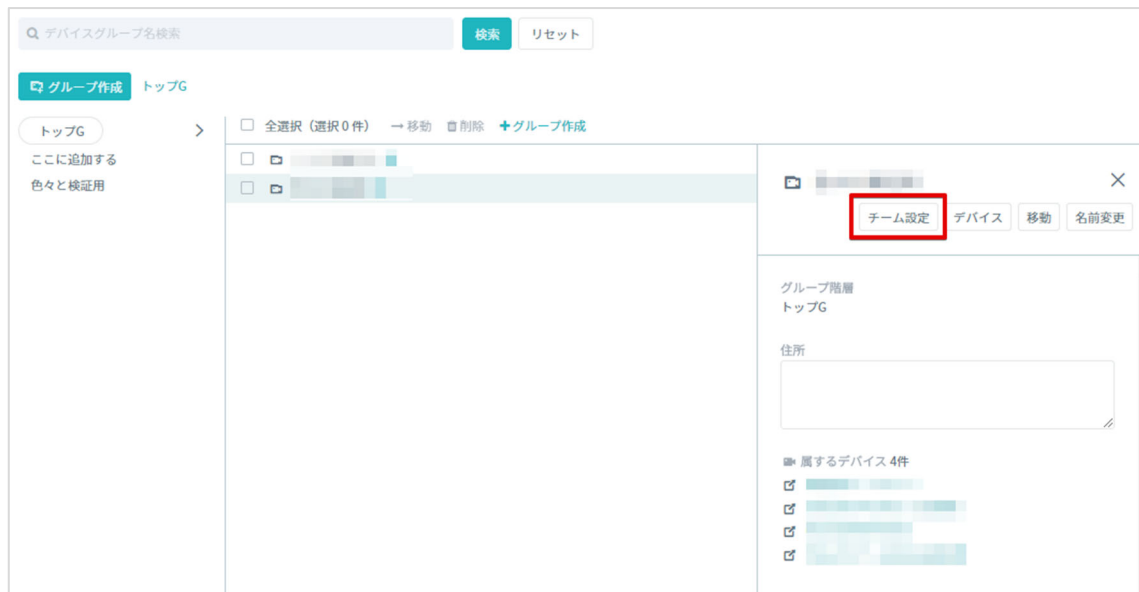 デバイスグループ名検索
検索
リセット
グループ作成
トップG
トップG
ここに追加する
色々と検証用
全選択（選択0件）
移動
削除
グループ作成
チーム設定
デバイス
移動
名前変更
グループ階層
トップG
住所
属するデバイス 4件